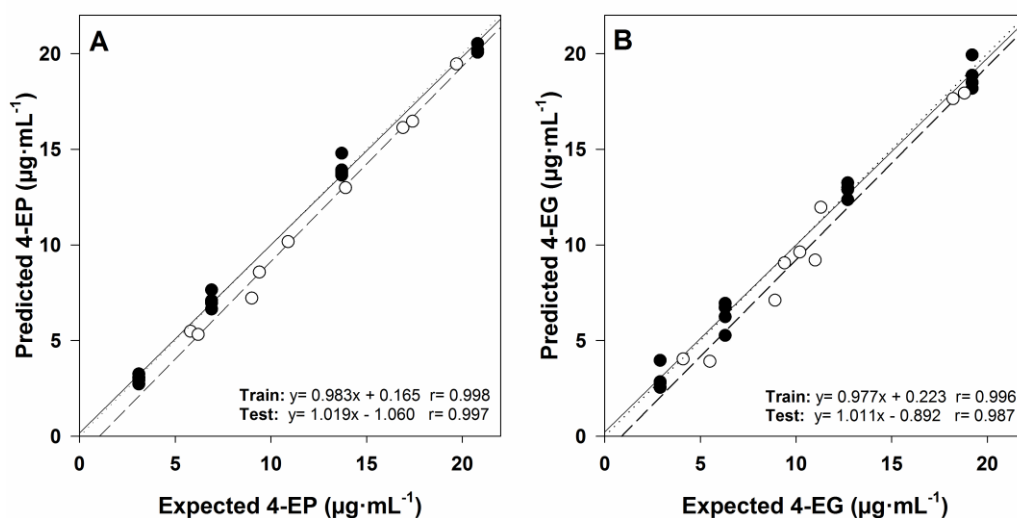 A
Predicted 4-EP (µg·mL⁻¹)
20
15
10
5
0
Train: y= 0.983x + 0.165 r= 0.998
Test: y= 1.019x - 1.060 r= 0.997
0 5 10 15 20
Expected 4-EP (µg·mL⁻¹)
B
Predicted 4-EG (µg·mL⁻¹)
20
15
10
5
0
Train: y= 0.977x + 0.223 r= 0.996
Test: y= 1.011x - 0.892 r= 0.987
0 5 10 15 20
Expected 4-EG (µg·mL⁻¹)